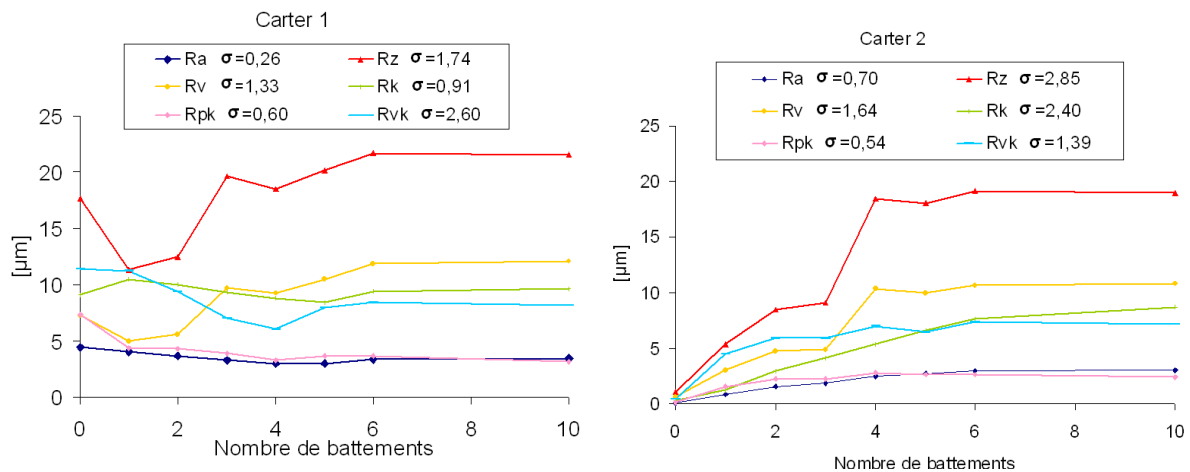 Carter 1
Ra σ=0,26 Rz σ=1,74
Rv σ=1,33 Rk σ=0,91
Rpk σ=0,60 Rvk σ=2,60
25
20
15
10
5
0
[µm]
0 2 4 6 8 10
Nombre de battements
Carter 2
Ra σ=0,70 Rz σ=2,85
Rv σ=1,64 Rk σ=2,40
Rpk σ=0,54 Rvk σ=1,39
25
20
15
10
5
0
[µm]
0 2 4 6 8 10
Nombre de battements